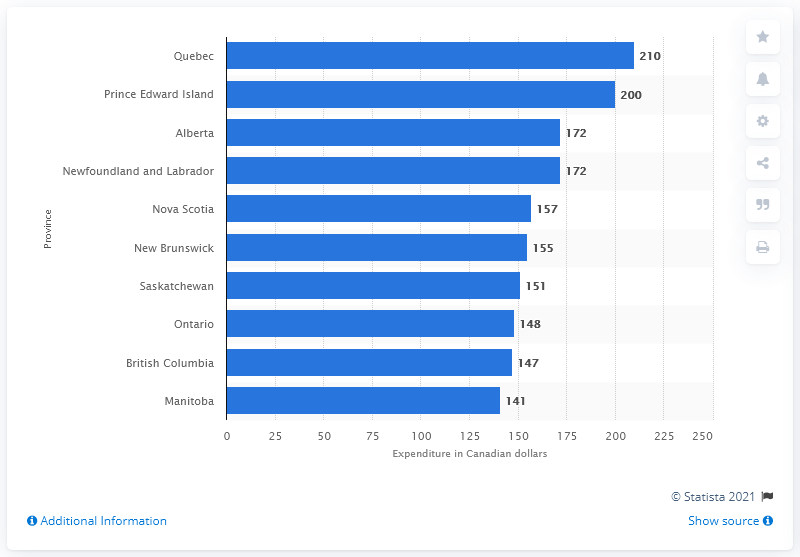 Quebec 210
Prince Edward Island 200
Alberta 172
Newfoundland and Labrador 172
Province
Nova Scotia 157
New Brunswick 155
Saskatchewan 151
Ontario 148
British Columbia 147
Manitoba 141
0 25 50 75 100 125 150 175 200 225 250
Expenditure in Canadian dollars
© Statista 2021
Additional Information
Show source